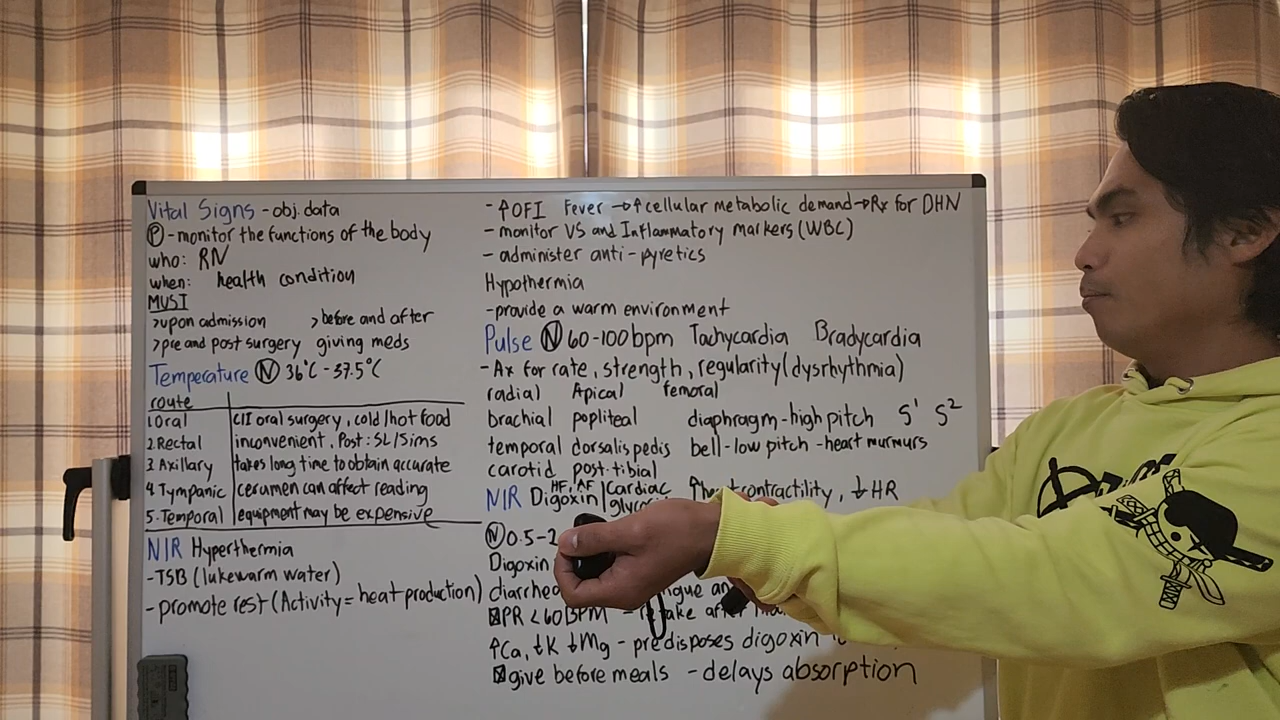 Vital Signs - obj. data
Ⓟ - monitor the functions of the body
who: RN
when: health condition
MUST
>upon admission >before and after
>pre and post surgery giving meds
Temperature Ⓝ 36°C - 37.5°C
route
1. Oral C/I oral surgery, cold/hot food
2. Rectal inconvenient, Post: SL/Sims
3 Axillary takes long time to obtain accurate
4. Tympanic cerumen can affect reading
5. Temporal equipment may be expensive
NIR Hyperthermia
- TSB (lukewarm water)
- promote rest (Activity = heat production)
- ↑OFI Fever → ↑cellular metabolic demand → Rx for DHN
- monitor VS and Inflammatory markers (WBC)
- administer anti-pyretics
Hypothermia
- provide a warm environment
Pulse Ⓝ 60-100 bpm Tachycardia Bradycardia
- Ax for rate, strength, regularity (dysrhythmia)
radial Apical femoral
brachial popliteal diaphragm - high pitch S¹ S²
temporal dorsalis pedis bell - low pitch - heart murmurs
carotid post. tibial
HF, AF
NIR Digoxin | Cardiac contractility, ↓HR
Ⓝ 0.5-2
Digoxin
☒PR < 60 BPM
↑Ca, ↓K ↓Mg - predisposes digoxin
☒give before meals - delays absorption